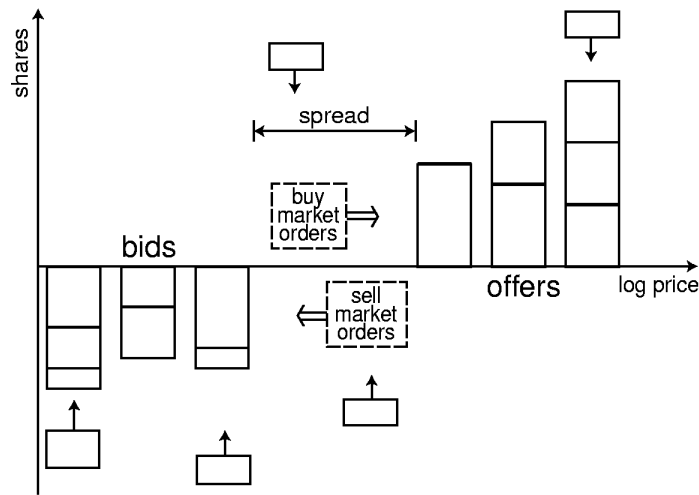 shares
spread
buy
market
orders
bids
offers
log price
sell
market
orders